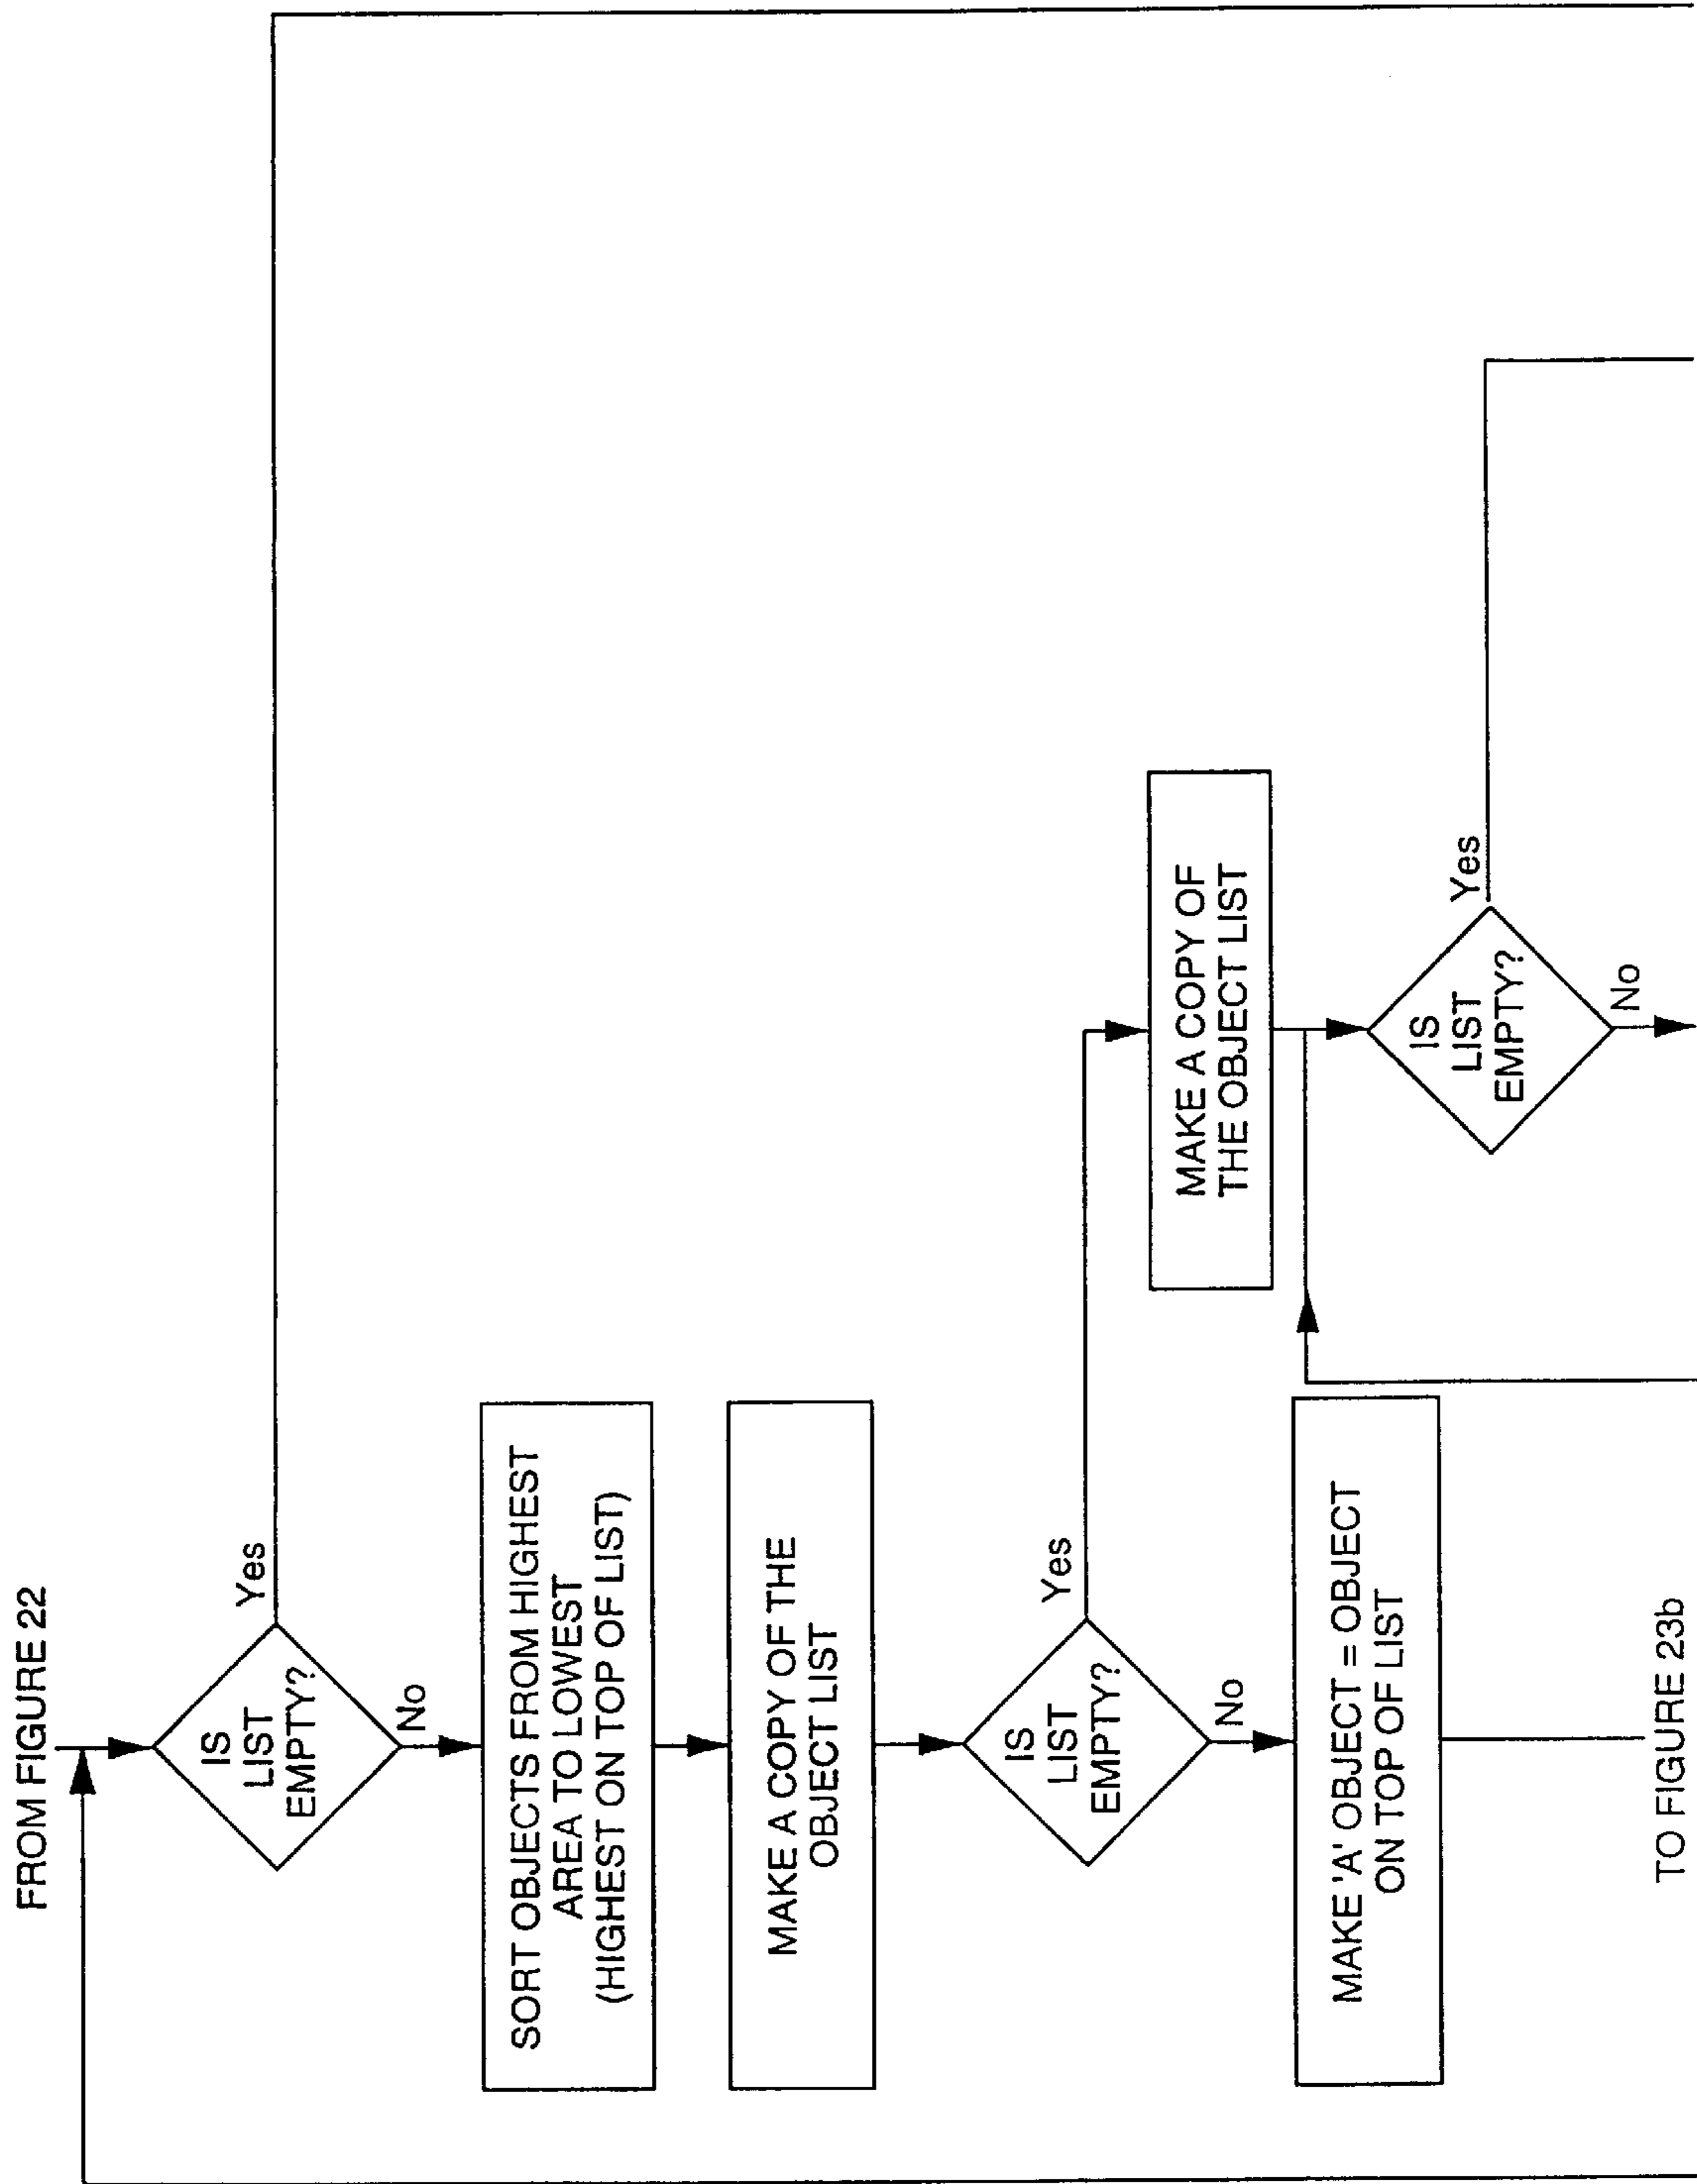 FROM FIGURE 22
IS
LIST
EMPTY?
Yes
No
SORT OBJECTS FROM HIGHEST
AREA TO LOWEST
(HIGHEST ON TOP OF LIST)
MAKE A COPY OF THE
OBJECT LIST
IS
LIST
EMPTY?
Yes
No
MAKE 'A' OBJECT = OBJECT
ON TOP OF LIST
TO FIGURE 23b
MAKE A COPY OF
THE OBJECT LIST
IS
LIST
EMPTY?
Yes
No